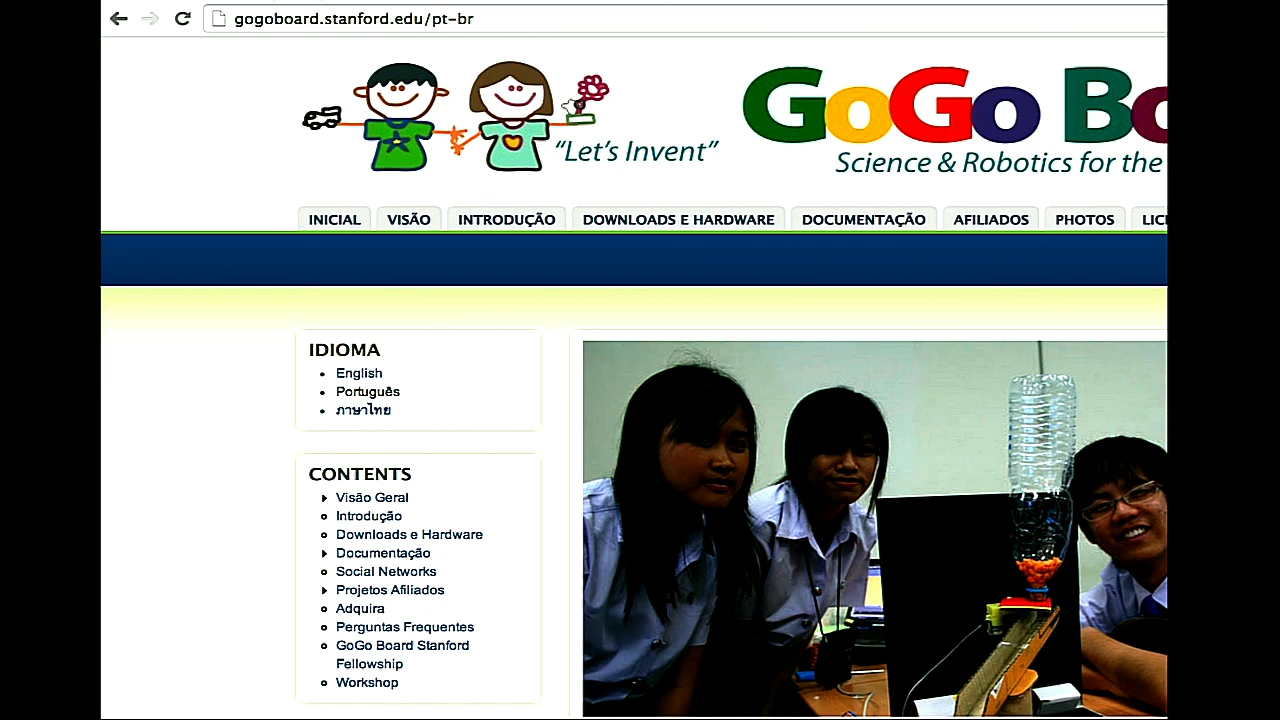 gogoboard.stanford.edu/pt-br
GoGo Bo
"Let's Invent"
Science & Robotics for the
INICIAL VISÃO INTRODUÇÃO DOWNLOADS E HARDWARE DOCUMENTAÇÃO AFILIADOS PHOTOS LIC
IDIOMA
English
Português
ภาษาไทย
CONTENTS
Visão Geral
Introdução
Downloads e Hardware
Documentação
Social Networks
Projetos Afiliados
Adquira
Perguntas Frequentes
GoGo Board Stanford
Fellowship
Workshop